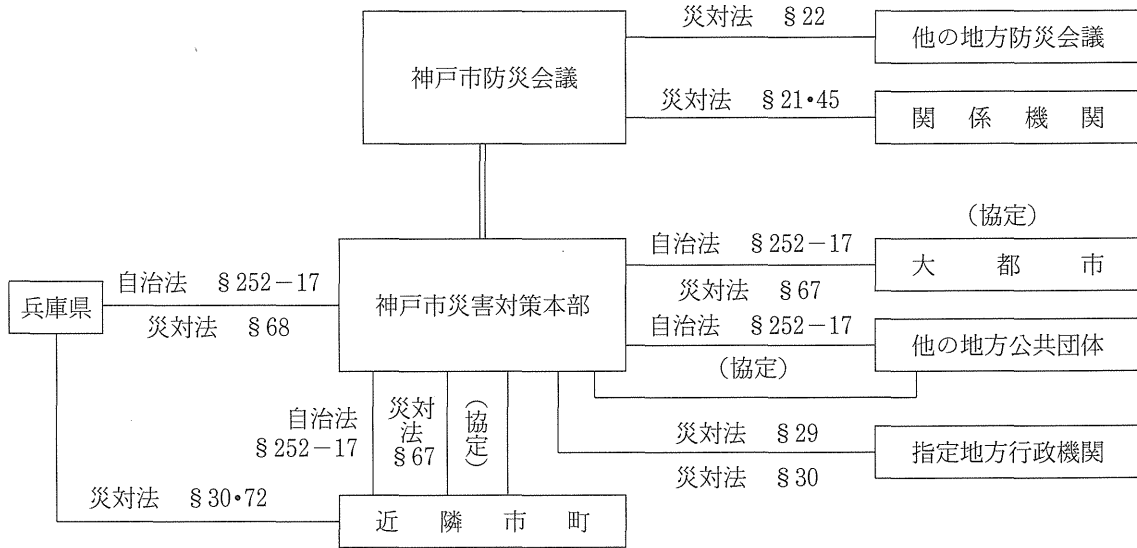 災対法 §22
他の地方防災会議
神戸市防災会議
災対法 §21・45
関係機関
(協定)
自治法 §252－17
大都市
災対法 §67
自治法 §252－17
兵庫県
災対法 §68
神戸市災害対策本部
自治法 §252－17
他の地方公共団体
(協定)
自治法
§252－17
災対
法
§67
(協定)
災対法 §29
指定地方行政機関
災対法 §30
災対法 §30・72
近隣市町